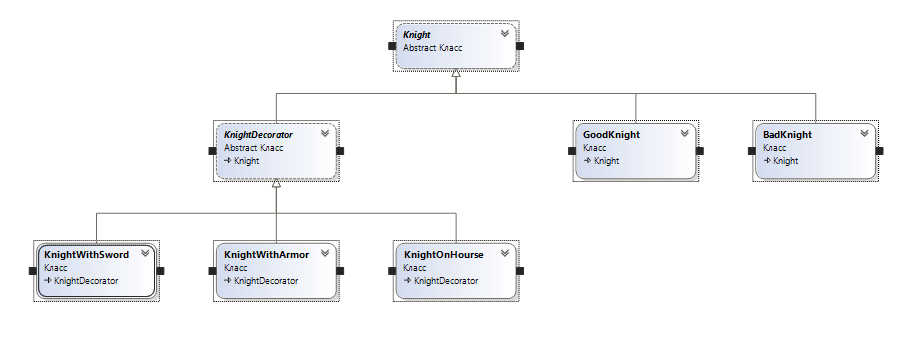 Knight
Abstract Класс
KnightDecorator
Abstract Класс
Knight
GoodKnight
Класс
Knight
BadKnight
Класс
Knight
KnightWithSword
Класс
KnightDecorator
KnightWithArmor
Класс
KnightDecorator
KnightOnHourse
Класс
KnightDecorator